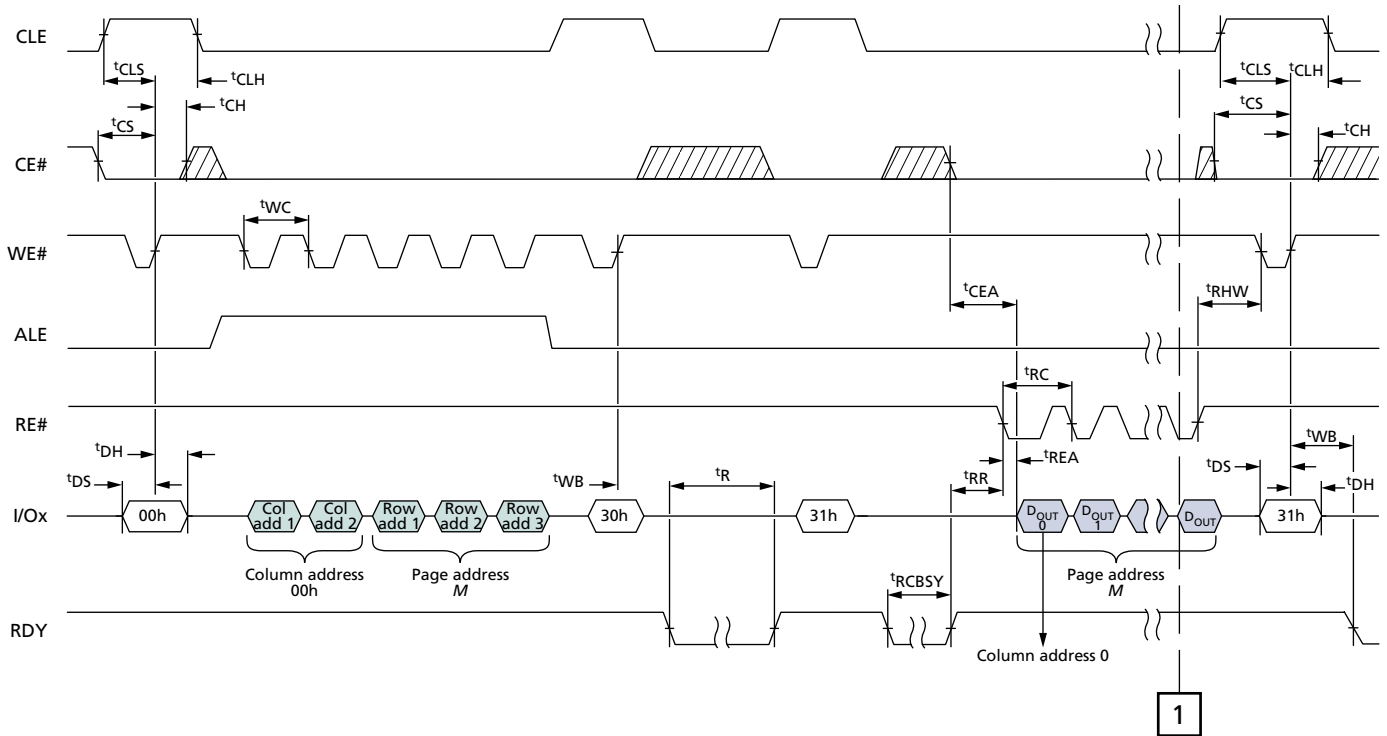 CLE
tCLS
tCLH
tCLS
tCLH
tCH
tCS
tCS
tCH
CE#
tWC
WE#
tCEA
tRHW
ALE
tRC
RE#
tDH
tREA
tWB
tDS
tWB
tR
tRR
tDS
tDH
I/Ox
00h
Col add 1
Col add 2
Row add 1
Row add 2
Row add 3
30h
31h
DOUT 0
DOUT 1
DOUT
31h
Column address 00h
Page address M
tRCBSY
Page address M
RDY
Column address 0
1